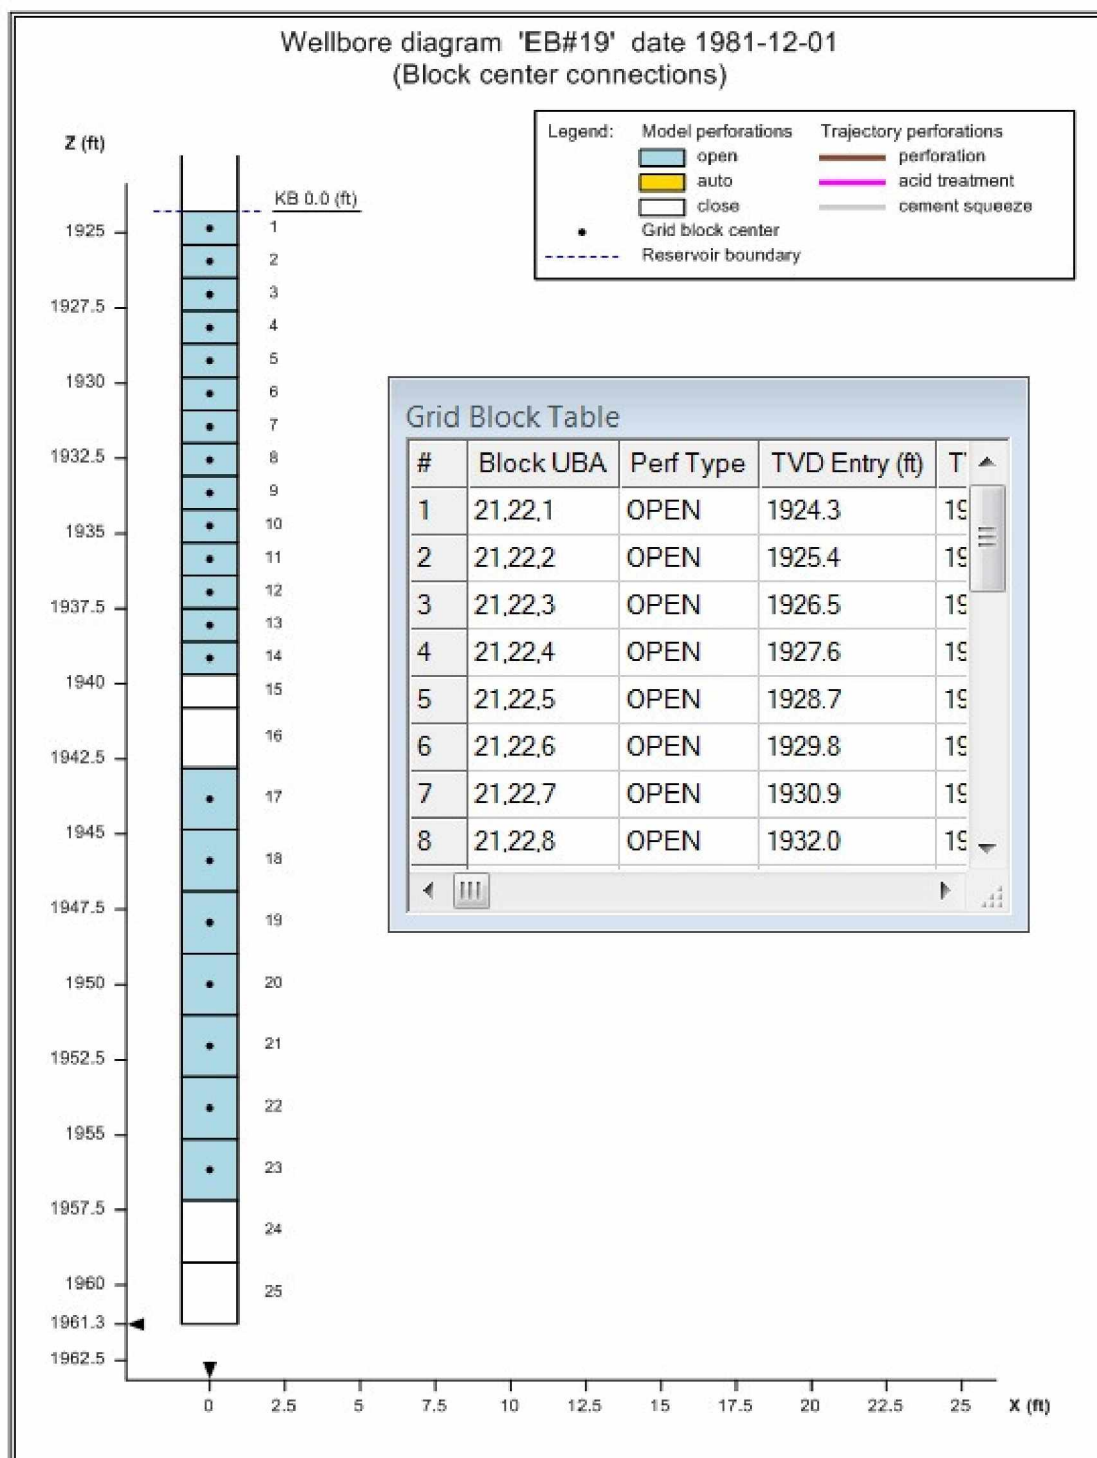 Wellbore diagram 'EB#19' date 1981-12-01
(Block center connections)
Legend: Model perforations Trajectory perforations
open perforation
auto acid treatment
close cement squeeze
Grid block center
Reservoir boundary
Z (ft)
KB 0.0 (ft)
1925
1927.5
1930
1932.5
1935
1937.5
1940
1942.5
1945
1947.5
1950
1952.5
1955
1957.5
1960
1961.3
1962.5
1
2
3
4
5
6
7
8
9
10
11
12
13
14
15
16
17
18
19
20
21
22
23
24
25
Grid Block Table
# Block UBA Perf Type TVD Entry (ft) T
1 21,22,1 OPEN 1924.3 19
2 21,22,2 OPEN 1925.4 19
3 21,22,3 OPEN 1926.5 19
4 21,22,4 OPEN 1927.6 19
5 21,22,5 OPEN 1928.7 19
6 21,22,6 OPEN 1929.8 19
7 21,22,7 OPEN 1930.9 19
8 21,22,8 OPEN 1932.0 19
0 2.5 5 7.5 10 12.5 15 17.5 20 22.5 25 X (ft)